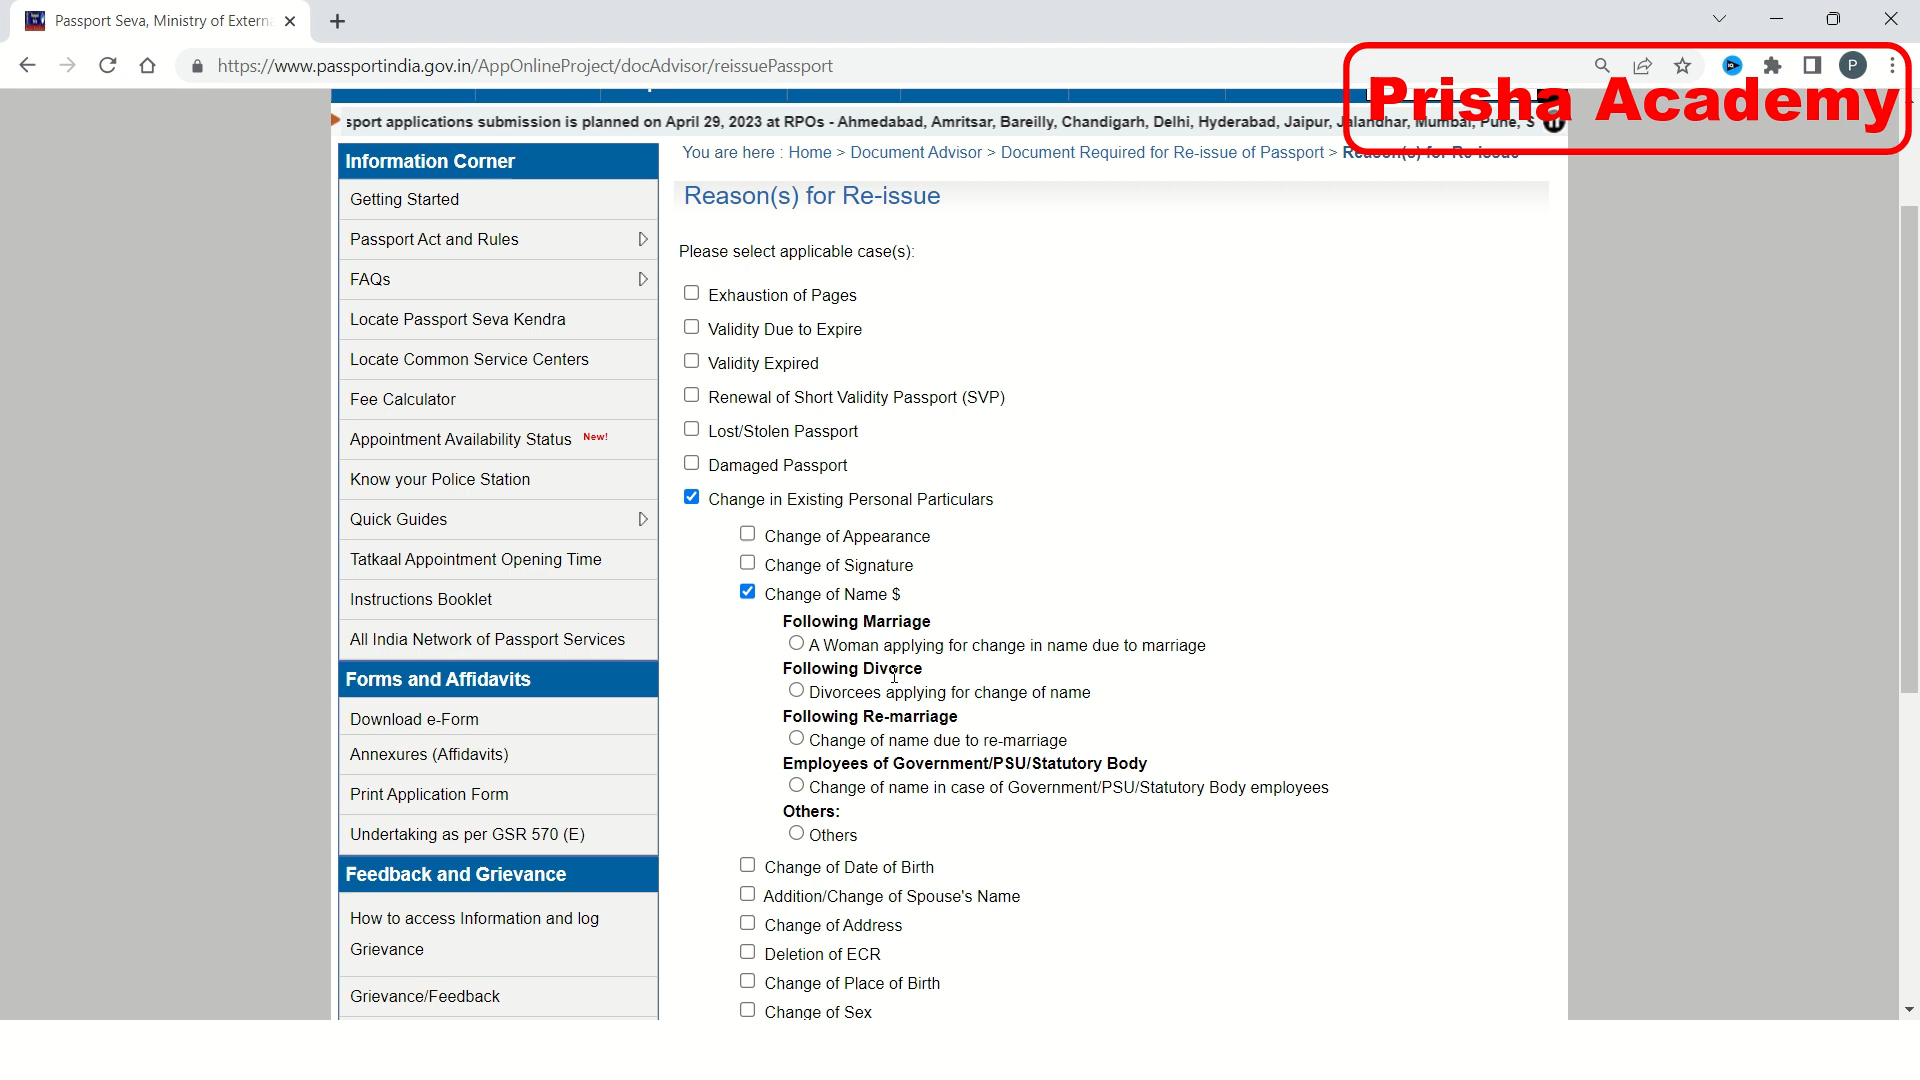 Passport Seva, Ministry of Extern
https://www.passportindia.gov.in/AppOnlineProject/docAdvisor/reissuePassport
P
Prisha Academy
sport applications submission is planned on April 29, 2023 at RPOs - Ahmedabad, Amritsar, Bareilly, Chandigarh, Delhi, Hyderabad, Jaipur, Jalandhar, Mumbai, Pune, S
You are here : Home > Document Advisor > Document Required for Re-issue of Passport > Reason(s) for Re-issue
Information Corner
Getting Started
Passport Act and Rules
FAQs
Locate Passport Seva Kendra
Locate Common Service Centers
Fee Calculator
Appointment Availability Status New!
Know your Police Station
Quick Guides
Tatkaal Appointment Opening Time
Instructions Booklet
All India Network of Passport Services
Forms and Affidavits
Download e-Form
Annexures (Affidavits)
Print Application Form
Undertaking as per GSR 570 (E)
Feedback and Grievance
How to access Information and log
Grievance
Grievance/Feedback
Reason(s) for Re-issue
Please select applicable case(s):
Exhaustion of Pages
Validity Due to Expire
Validity Expired
Renewal of Short Validity Passport (SVP)
Lost/Stolen Passport
Damaged Passport
Change in Existing Personal Particulars
Change of Appearance
Change of Signature
Change of Name $
Following Marriage
A Woman applying for change in name due to marriage
Following Divorce
Divorcees applying for change of name
Following Re-marriage
Change of name due to re-marriage
Employees of Government/PSU/Statutory Body
Change of name in case of Government/PSU/Statutory Body employees
Others:
Others
Change of Date of Birth
Addition/Change of Spouse's Name
Change of Address
Deletion of ECR
Change of Place of Birth
Change of Sex